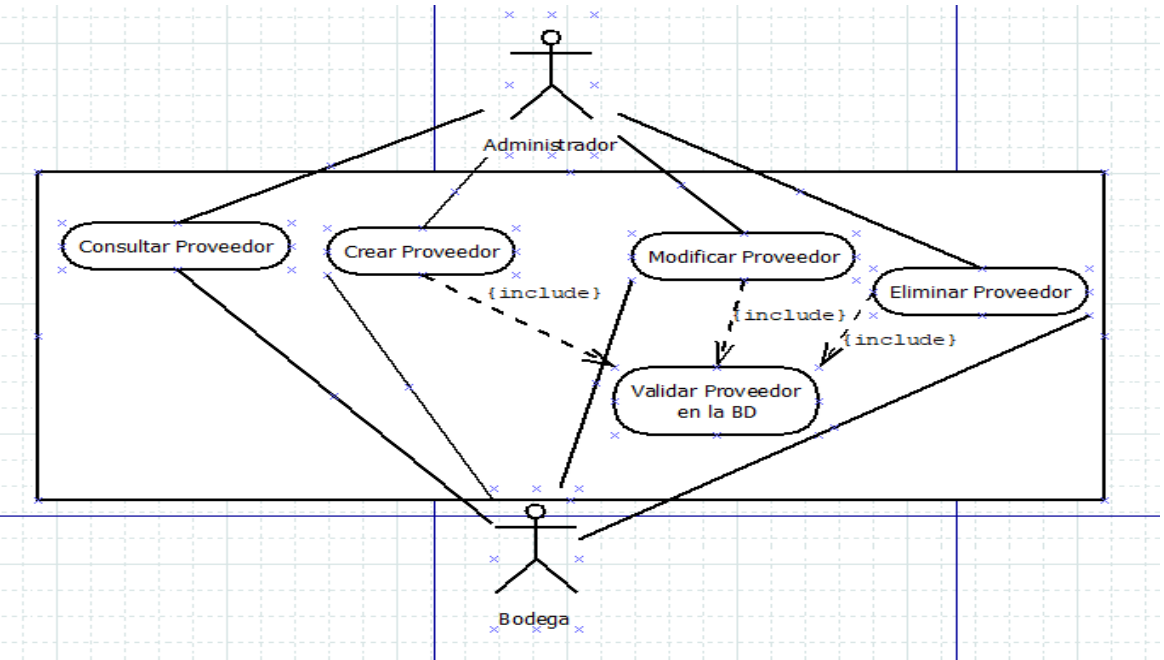 Administrador
Consultar Proveedor
Crear Proveedor
Modificar Proveedor
Eliminar Proveedor
{include}
{include}
{include}
Validar Proveedor
en la BD
Bodega